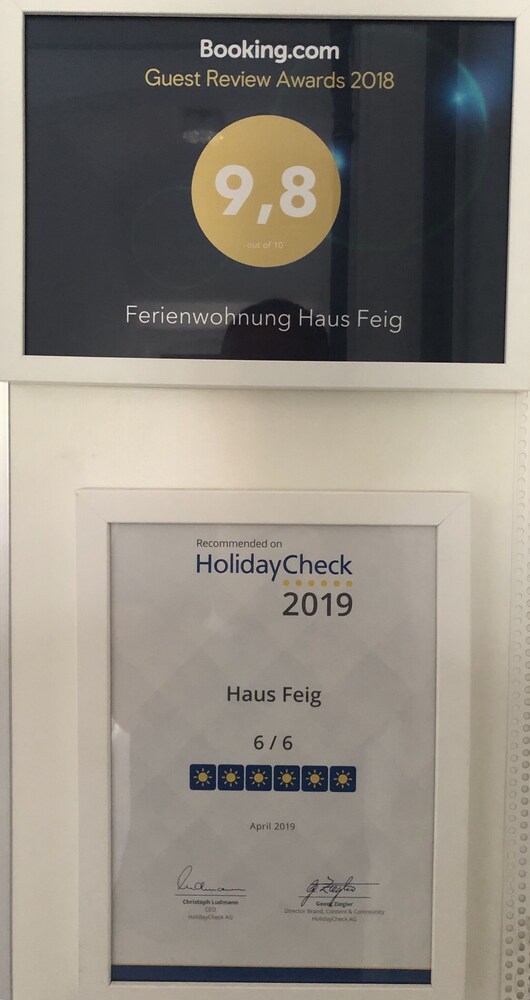 Booking.com
Guest Review Awards 2018
9,8
out of 10
Ferienwohnung Haus Feig
Recommended on
HolidayCheck
2019
Haus Feig
6 / 6
April 2019
Christoph Ludmann
CEO
HolidayCheck AG
Georg Ziegler
Director Brand, Content & Community
HolidayCheck AG